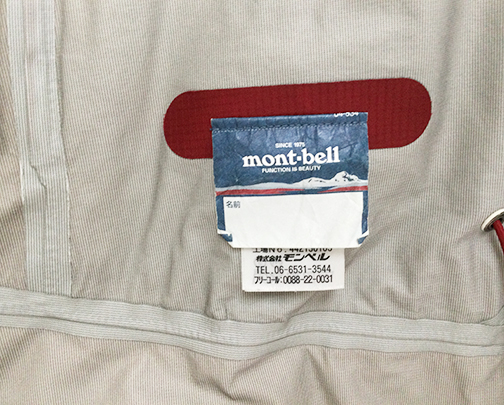 SINCE 1975
mont-bell
FUNCTION IS BEAUTY
名前
株式会社モンベル
TEL.06-6531-3544
フリーコール:0088-22-0031